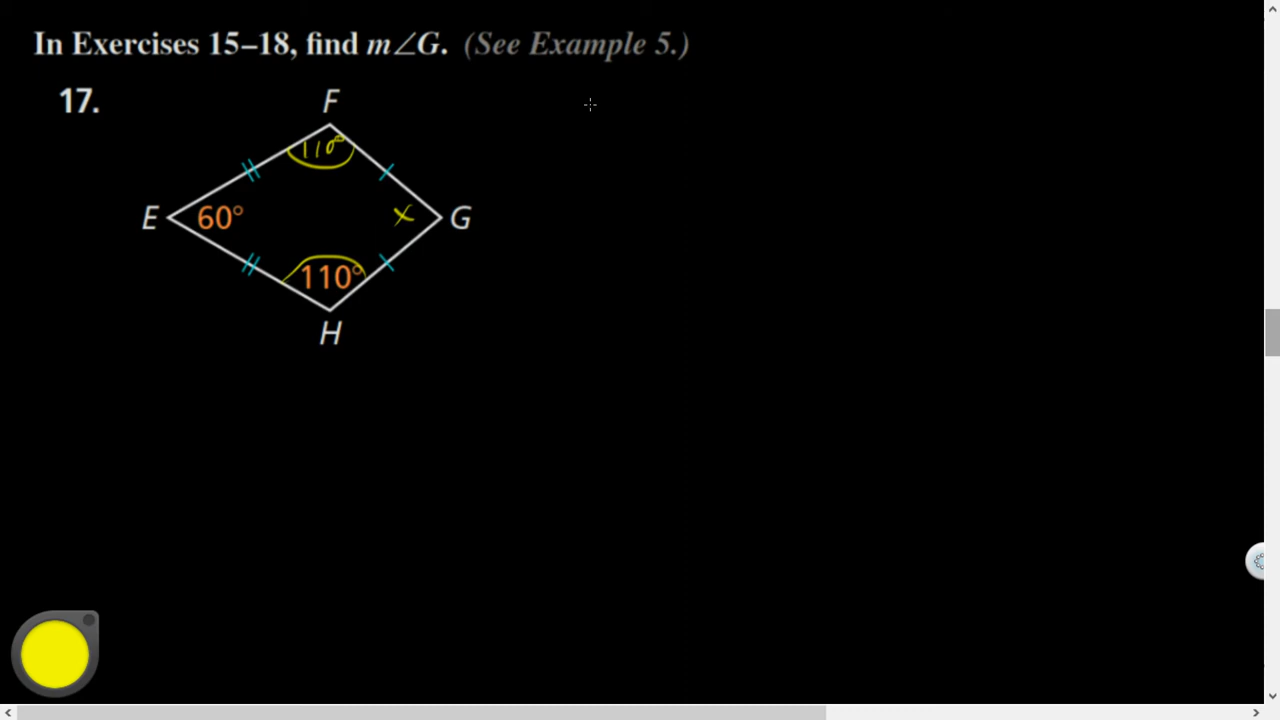 In Exercises 15–18, find m∠G. (See Example 5.)
17.
F
110°
E 60° x G
110°
H